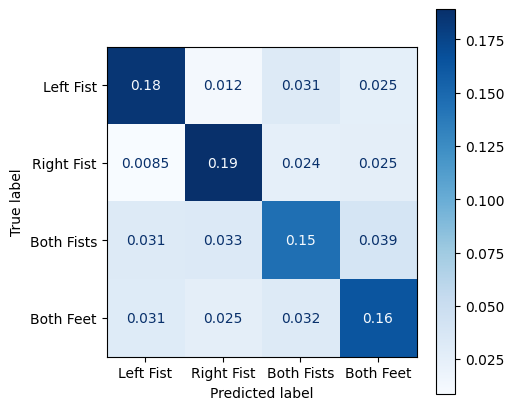 Left Fist 0.18 0.012 0.031 0.025
Right Fist 0.0085 0.19 0.024 0.025
Both Fists 0.031 0.033 0.15 0.039
Both Feet 0.031 0.025 0.032 0.16
Left Fist Right Fist Both Fists Both Feet
Predicted label
True label
0.175
0.150
0.125
0.100
0.075
0.050
0.025